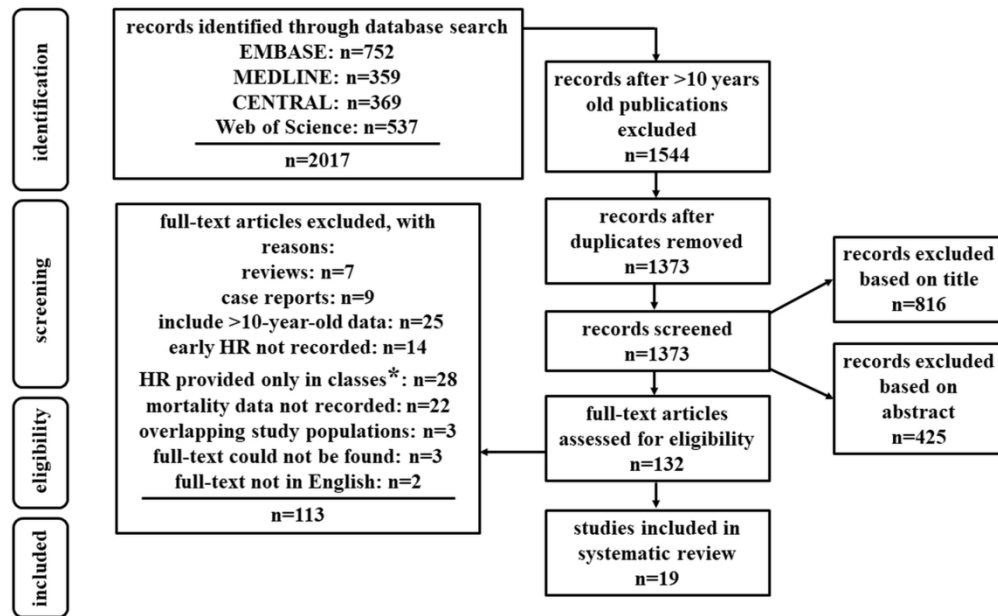 identification
records identified through database search
EMBASE: n=752
MEDLINE: n=359
CENTRAL: n=369
Web of Science: n=537
n=2017
records after >10 years
old publications
excluded
n=1544
screening
records after
duplicates removed
n=1373
records screened
n=1373
records excluded
based on title
n=816
records excluded
based on
abstract
n=425
eligibility
full-text articles
assessed for eligibility
n=132
full-text articles excluded, with
reasons:
reviews: n=7
case reports: n=9
include >10-year-old data: n=25
early HR not recorded: n=14
HR provided only in classes*: n=28
mortality data not recorded: n=22
overlapping study populations: n=3
full-text could not be found: n=3
full-text not in English: n=2
n=113
included
studies included in
systematic review
n=19